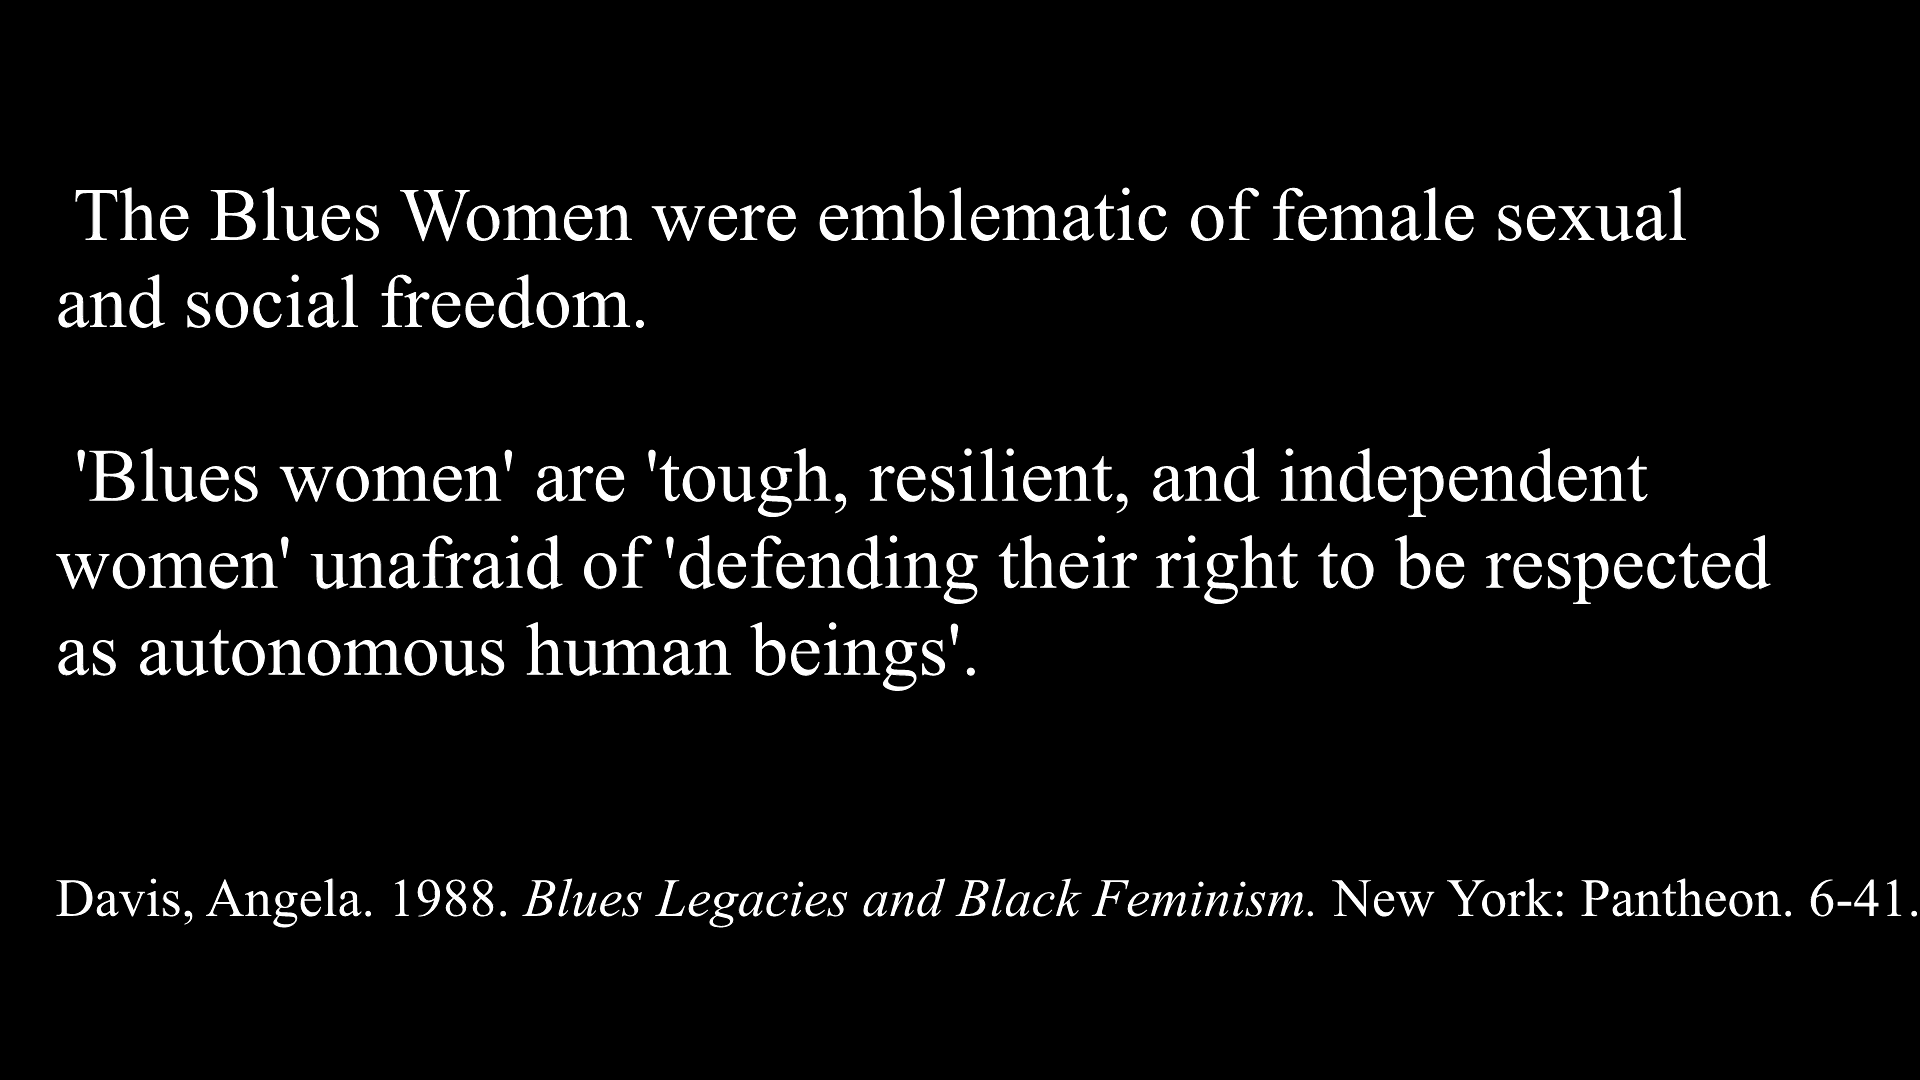 The Blues Women were emblematic of female sexual
and social freedom.
'Blues women' are 'tough, resilient, and independent
women' unafraid of 'defending their right to be respected
as autonomous human beings'.
Davis, Angela. 1988. Blues Legacies and Black Feminism. New York: Pantheon. 6-41.